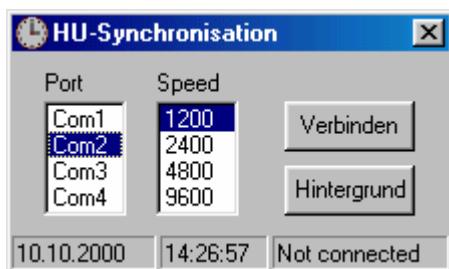 HU-Synchronisation
Port Speed
Com1 1200
Com2 2400
Com3 4800
Com4 9600
Verbinden
Hintergrund
10.10.2000 14:26:57 Not connected